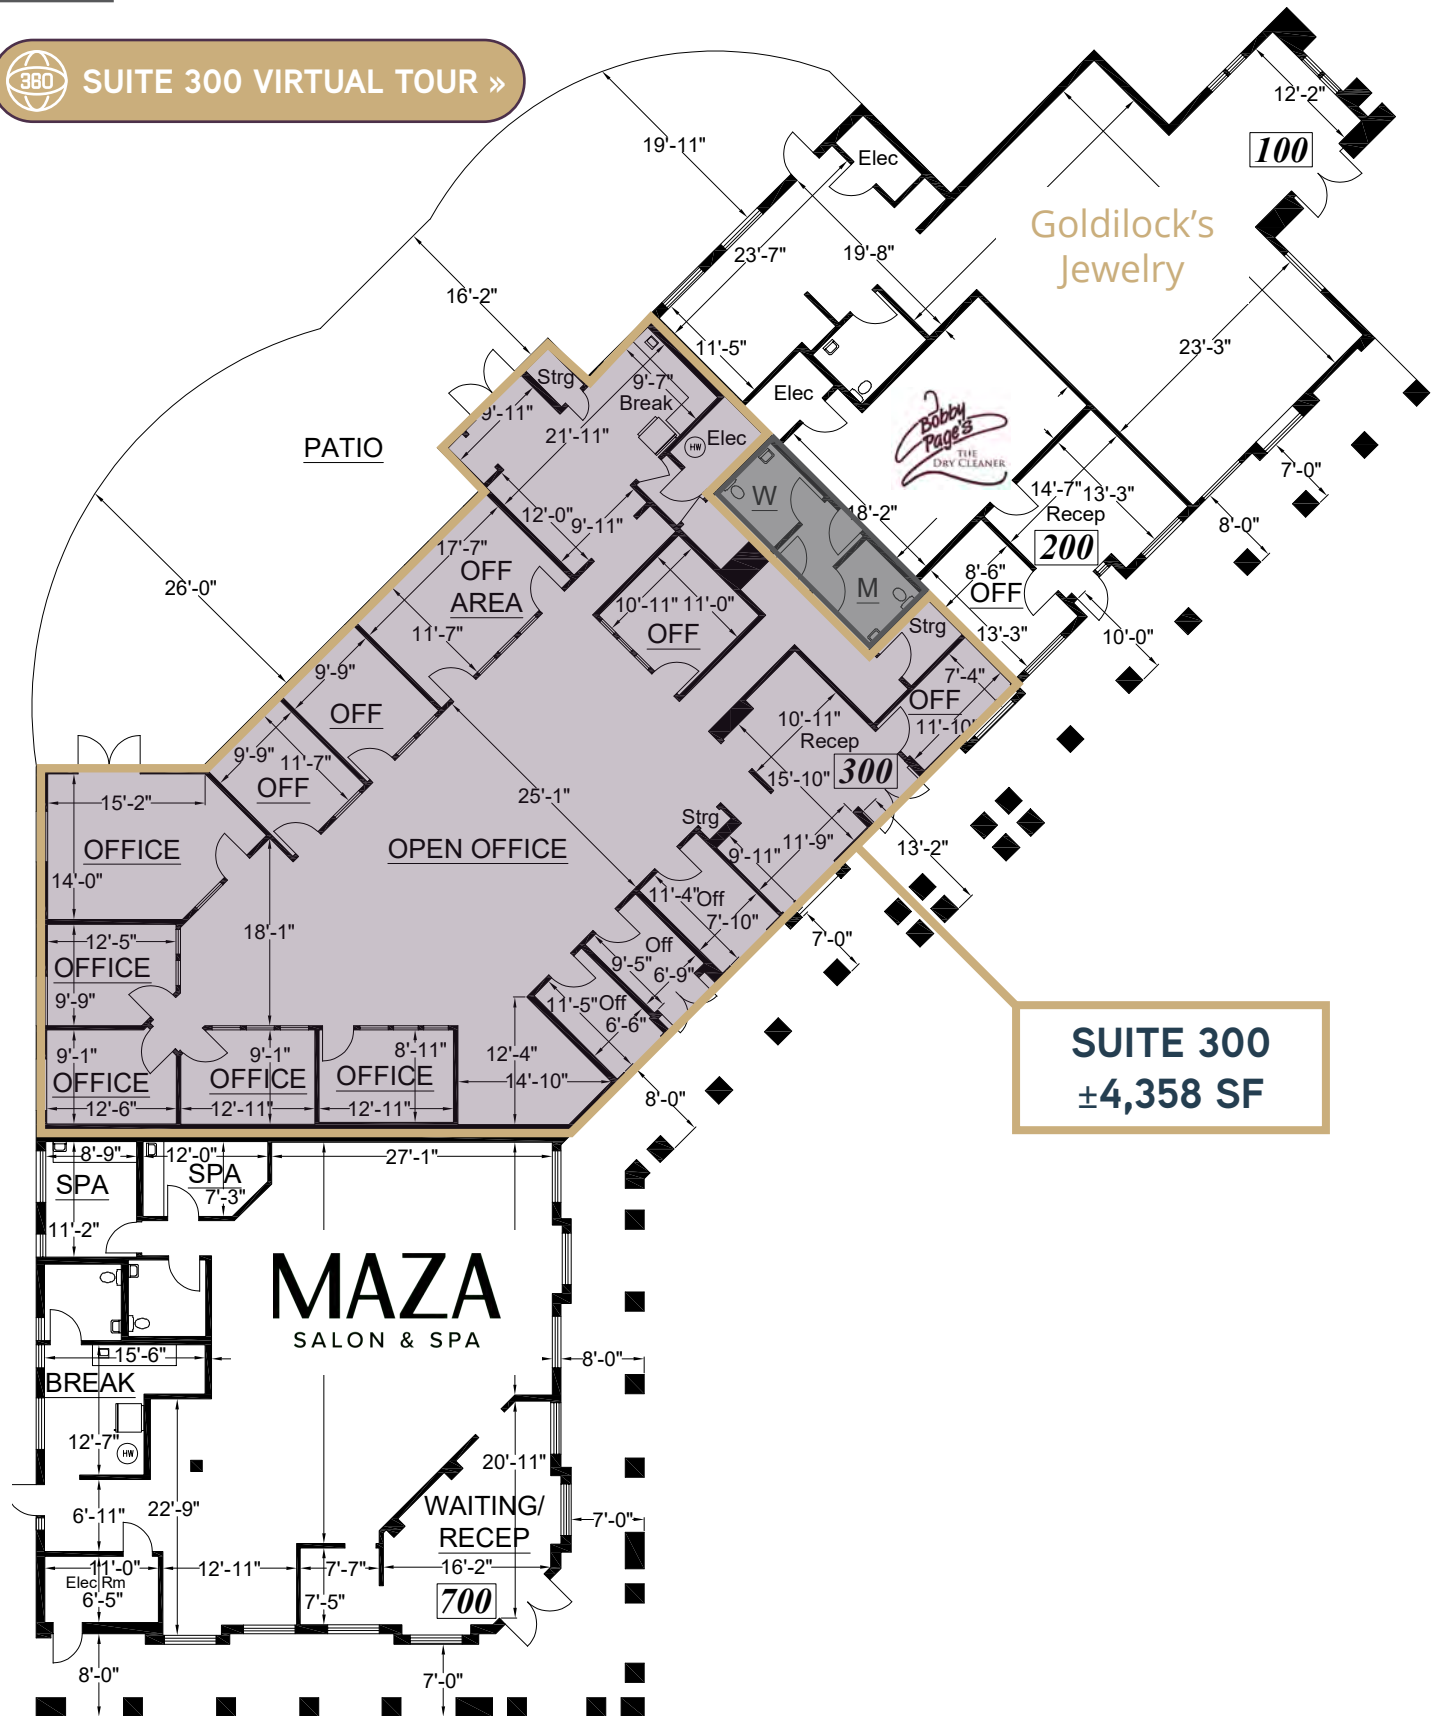 360 SUITE 300 VIRTUAL TOUR »
12'-2"
100
19'-11"
Elec
Goldilock's
Jewelry
23'-7"
19'-8"
16'-2"
11'-5"
23'-3"
Strg
9'-7"
Break
Elec
Bobby
Page's
THE
DRY CLEANER
9'-11"
21'-11"
HW
Elec
PATIO
7'-0"
12'-0"
9'-11"
W
18'-2"
14'-7"
13'-3"
Recep
8'-0"
200
17'-7"
OFF
AREA
26'-0"
M
8'-6"
OFF
10'-11"
11'-0"
OFF
11'-7"
Strg
13'-3"
10'-0"
9'-9"
7'-4"
OFF
OFF
10'-11"
Recep
11'-10"
9'-9"
11'-7"
OFF
15'-10"
300
15'-2"
25'-1"
Strg
OFFICE
OPEN OFFICE
9'-11"
11'-9"
13'-2"
14'-0"
11'-4"
Off
7'-10"
18'-1"
12'-5"
OFFICE
7'-0"
Off
9'-5"
6'-9"
9'-9"
11'-5"
Off
6'-6"
SUITE 300
±4,358 SF
9'-1"
OFFICE
12'-6"
9'-1"
OFFICE
12'-11"
8'-11"
OFFICE
12'-11"
12'-4"
14'-10"
8'-0"
8'-9"
12'-0"
27'-1"
SPA
SPA
7'-3"
11'-2"
MAZA
SALON & SPA
15'-6"
8'-0"
BREAK
12'-7"
HW
20'-11"
6'-11"
22'-9"
WAITING/
RECEP
7'-0"
11'-0"
Elec Rm
6'-5"
12'-11"
7'-7"
16'-2"
7'-5"
700
8'-0"
7'-0"